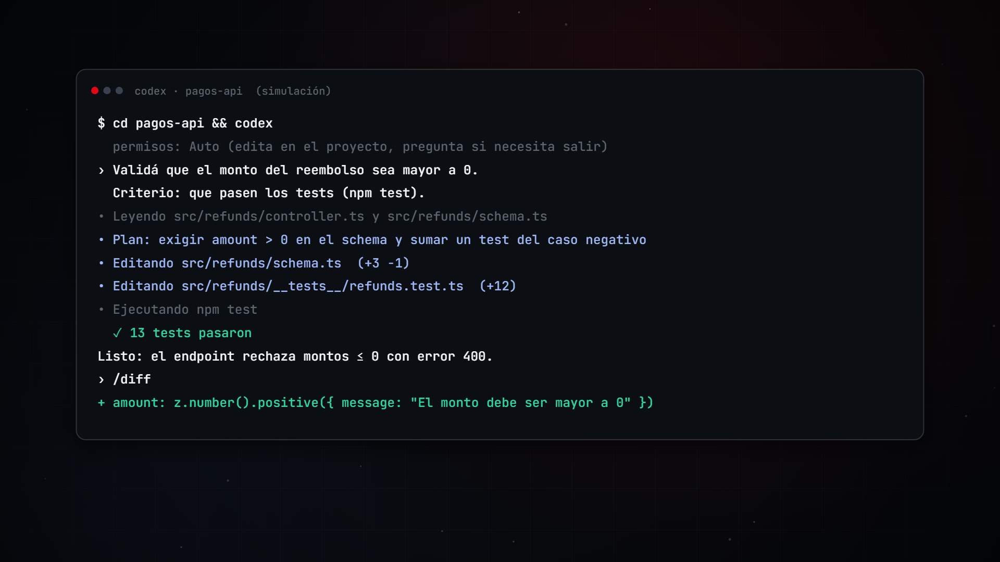 codex · pagos-api (simulación)
$ cd pagos-api && codex
permisos: Auto (edita en el proyecto, pregunta si necesita salir)
› Validá que el monto del reembolso sea mayor a 0.
Criterio: que pasen los tests (npm test).
• Leyendo src/refunds/controller.ts y src/refunds/schema.ts
• Plan: exigir amount > 0 en el schema y sumar un test del caso negativo
• Editando src/refunds/schema.ts (+3 -1)
• Editando src/refunds/__tests__/refunds.test.ts (+12)
• Ejecutando npm test
✓ 13 tests pasaron
Listo: el endpoint rechaza montos ≤ 0 con error 400.
› /diff
+ amount: z.number().positive({ message: "El monto debe ser mayor a 0" })